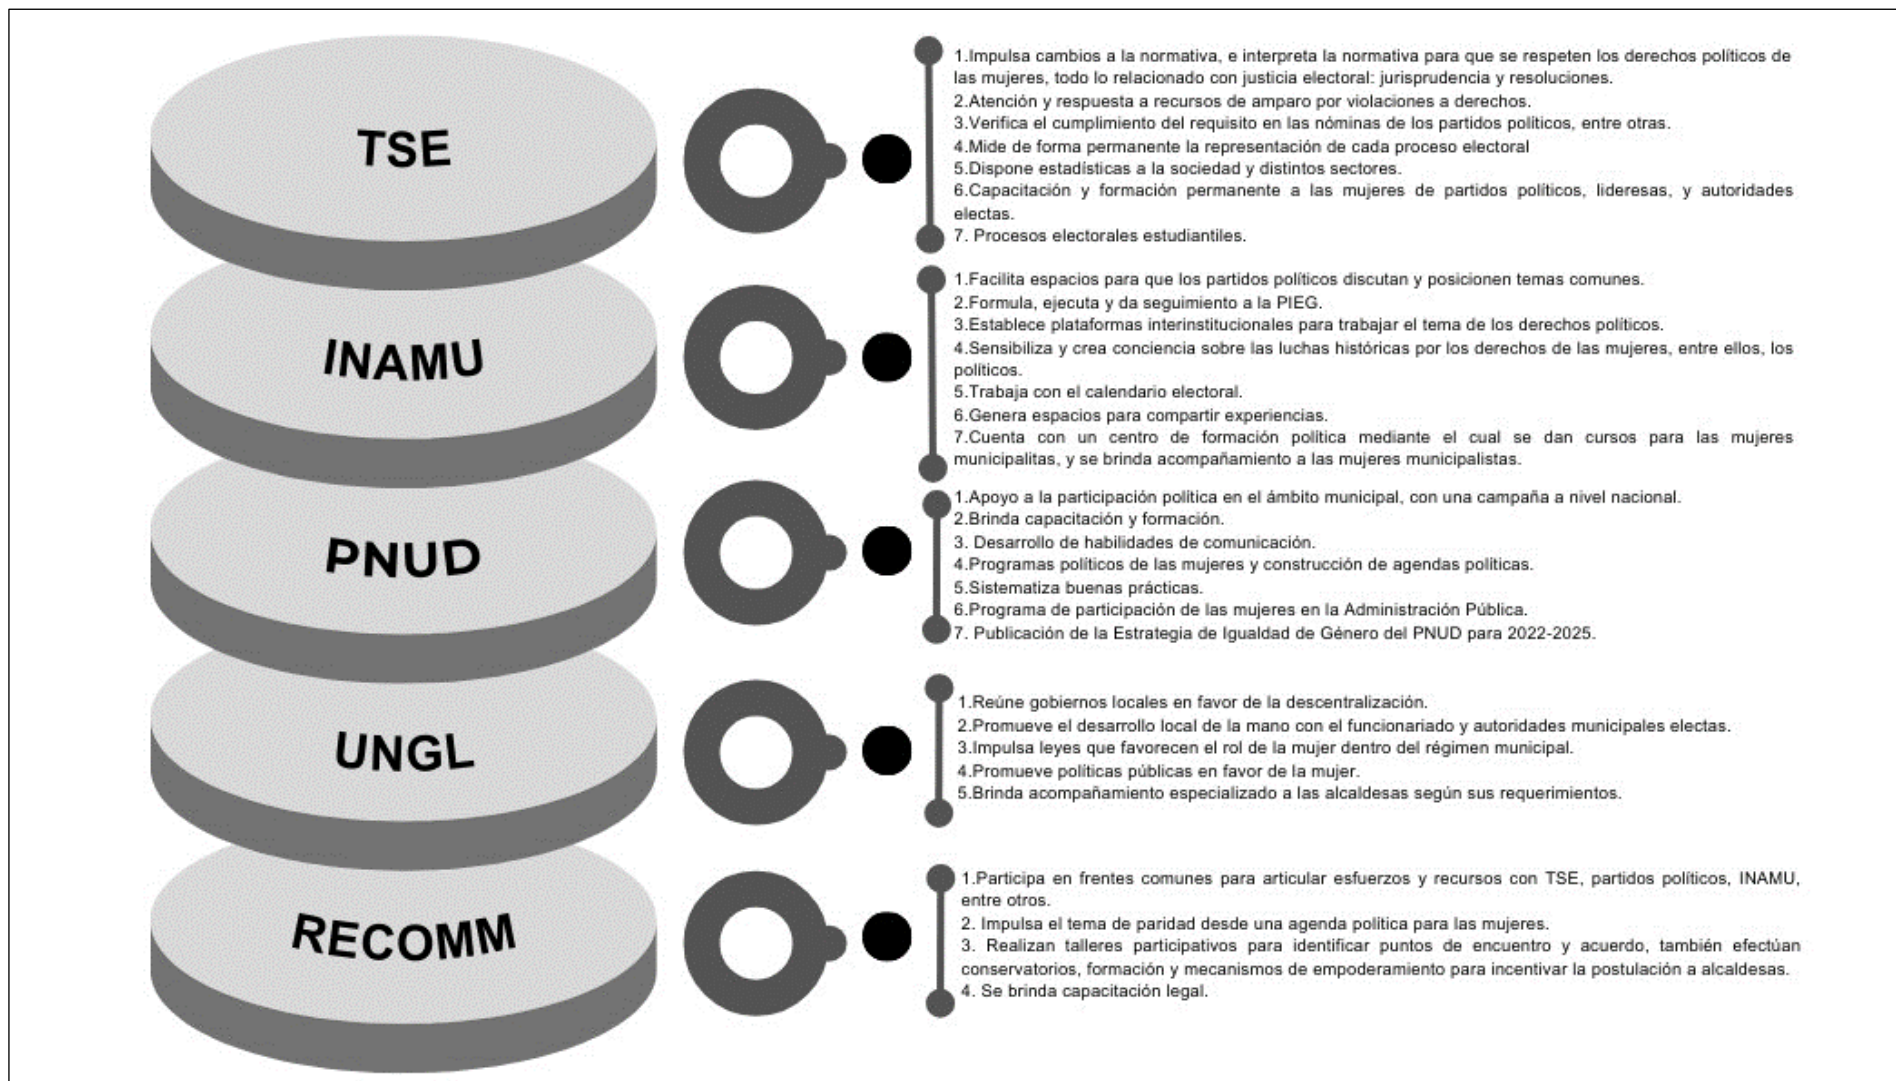 TSE
1.Impulsa cambios a la normativa, e interpreta la normativa para que se respeten los derechos políticos de
las mujeres, todo lo relacionado con justicia electoral: jurisprudencia y resoluciones.
2.Atención y respuesta a recursos de amparo por violaciones a derechos.
3.Verifica el cumplimiento del requisito en las nóminas de los partidos políticos, entre otras.
4.Mide de forma permanente la representación de cada proceso electoral
5.Dispone estadísticas a la sociedad y distintos sectores.
6.Capacitación y formación permanente a las mujeres de partidos políticos, lideresas, y autoridades
electas.
7. Procesos electorales estudiantiles.
INAMU
1.Facilita espacios para que los partidos políticos discutan y posicionen temas comunes.
2.Formula, ejecuta y da seguimiento a la PIEG.
3.Establece plataformas interinstitucionales para trabajar el tema de los derechos políticos.
4.Sensibiliza y crea conciencia sobre las luchas históricas por los derechos de las mujeres, entre ellos, los
políticos.
5.Trabaja con el calendario electoral.
6.Genera espacios para compartir experiencias.
7.Cuenta con un centro de formación política mediante el cual se dan cursos para las mujeres
municipalitas, y se brinda acompañamiento a las mujeres municipalistas.
PNUD
1.Apoyo a la participación política en el ámbito municipal, con una campaña a nivel nacional.
2.Brinda capacitación y formación.
3. Desarrollo de habilidades de comunicación.
4.Programas políticos de las mujeres y construcción de agendas políticas.
5.Sistematiza buenas prácticas.
6.Programa de participación de las mujeres en la Administración Pública.
7. Publicación de la Estrategia de Igualdad de Género del PNUD para 2022-2025.
UNGL
1.Reúne gobiernos locales en favor de la descentralización.
2.Promueve el desarrollo local de la mano con el funcionariado y autoridades municipales electas.
3.Impulsa leyes que favorecen el rol de la mujer dentro del régimen municipal.
4.Promueve políticas públicas en favor de la mujer.
5.Brinda acompañamiento especializado a las alcaldesas según sus requerimientos.
RECOMM
1.Participa en frentes comunes para articular esfuerzos y recursos con TSE, partidos políticos, INAMU,
entre otros.
2. Impulsa el tema de paridad desde una agenda política para las mujeres.
3. Realizan talleres participativos para identificar puntos de encuentro y acuerdo, también efectúan
conservatorios, formación y mecanismos de empoderamiento para incentivar la postulación a alcaldesas.
4. Se brinda capacitación legal.